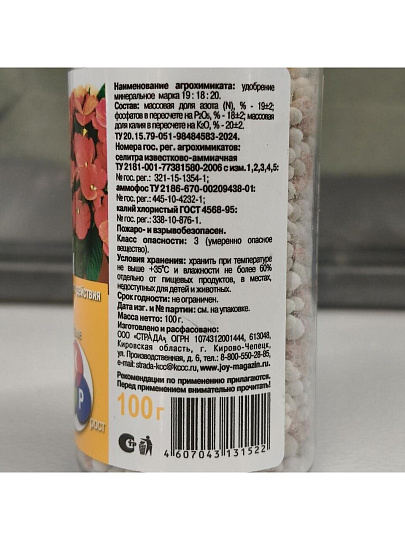 Наименование агрохимиката: удобрение
минеральное марка 19 : 18 : 20.
Состав: массовая доля азота (N), % - 19±2;
фосфатов в пересчете на P₂O₅, % - 18±2; массовая
доля калия в пересчете на K₂O, % - 20±2.
ТУ 20.15.79-051-98484583-2024.
Номера гос. рег. агрохимикатов:
селитра известково-аммиачная
ТУ 2181-001-77381580-2006 с изм.1,2,3,4,5:
№ гос. рег.: 321-15-1354-1;
аммофос ТУ 2186-670-00209438-01:
№ гос. рег.: 445-10-4232-1;
калий хлористый ГОСТ 4568-95:
№ гос. рег.: 338-10-876-1.
Пожаро- и взрывобезопасен.
Класс опасности: 3 (умеренно опасное
вещество).
Условия хранения: хранить при температуре
не выше +35°С и влажности не более 60%
отдельно от пищевых продуктов, в местах,
недоступных для детей и животных.
Срок годности: не ограничен.
Дата изг. и № партии: см. на упаковке.
Масса нетто: 100 г.
Изготовлено и расфасовано:
ООО «СТРАДА», ОГРН 1074312001444, 613048,
Кировская область, г. Кирово-Чепецк,
ул. Производственная, д. 6, тел.: 8-800-550-28-85,
e-mail: strada-kcc@kccc.ru www.joy-magazin.ru
Рекомендации по применению прилагаются.
Перед применением внимательно прочитать!
100 г
действия
Р
рост
СТР
4 607043 131522